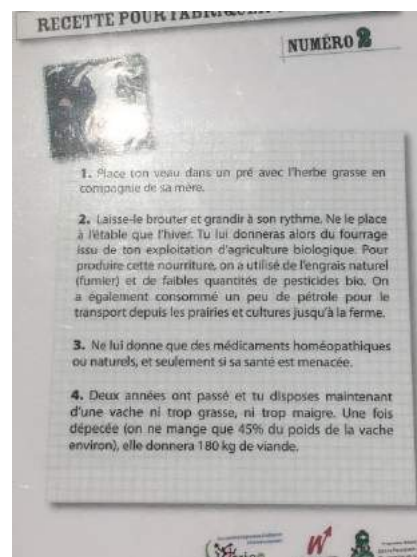 RECETTE POUR FABRIQUER
NUMÉRO 2
1. Place ton veau dans un pré avec l'herbe grasse en
compagnie de sa mère.
2. Laisse-le brouter et grandir à son rythme. Ne le place
à l'étable que l'hiver. Tu lui donneras alors du fourrage
issu de ton exploitation d'agriculture biologique. Pour
produire cette nourriture, on a utilisé de l'engrais naturel
(fumier) et de faibles quantités de pesticides bio. On
a également consommé un peu de pétrole pour le
transport depuis les prairies et cultures jusqu'à la ferme.
3. Ne lui donne que des médicaments homéopathiques
ou naturels, et seulement si sa santé est menacée.
4. Deux années ont passé et tu disposes maintenant
d'une vache ni trop grasse, ni trop maigre. Une fois
dépecée (on ne mange que 45% du poids de la vache
environ), elle donnera 180 kg de viande.